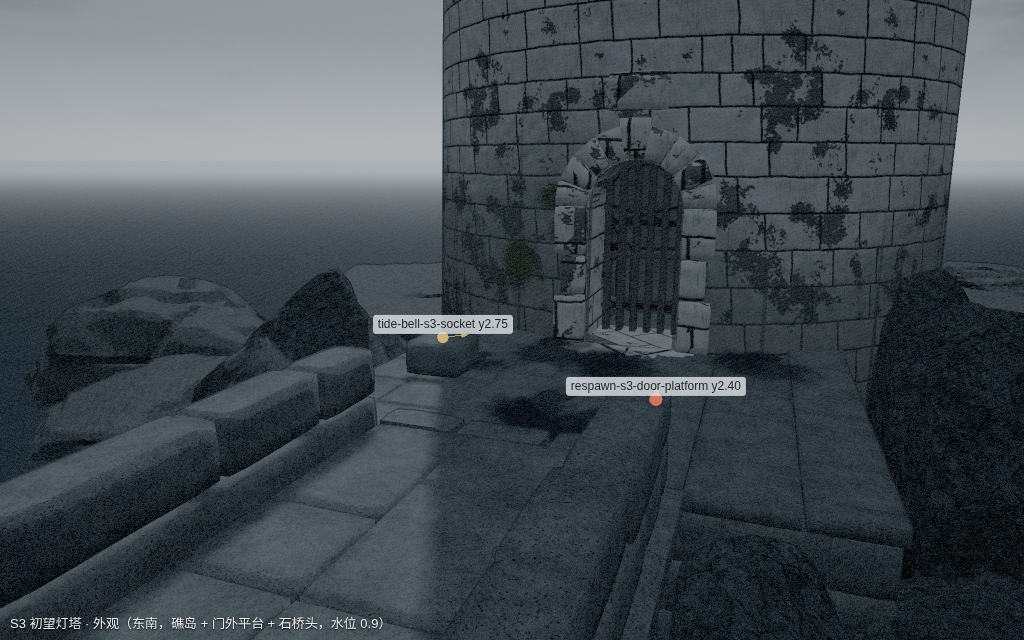 tide-bell-s3-socket y2.75
respawn-s3-door-platform y2.40
S3 初望灯塔 · 外观（东南，礁岛 + 门外平台 + 石桥头，水位 0.9）